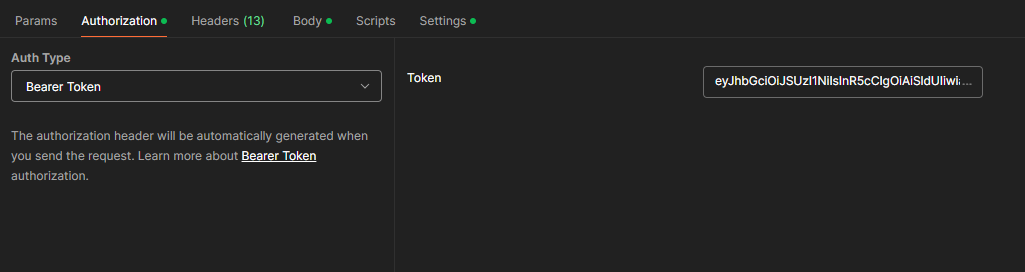 Params Authorization Headers (13) Body Scripts Settings
Auth Type
Bearer Token
Token
eyJhbGciOiJSUzI1NiIsInR5cCIgOiAiSldUIiwia...
The authorization header will be automatically generated when
you send the request. Learn more about Bearer Token
authorization.